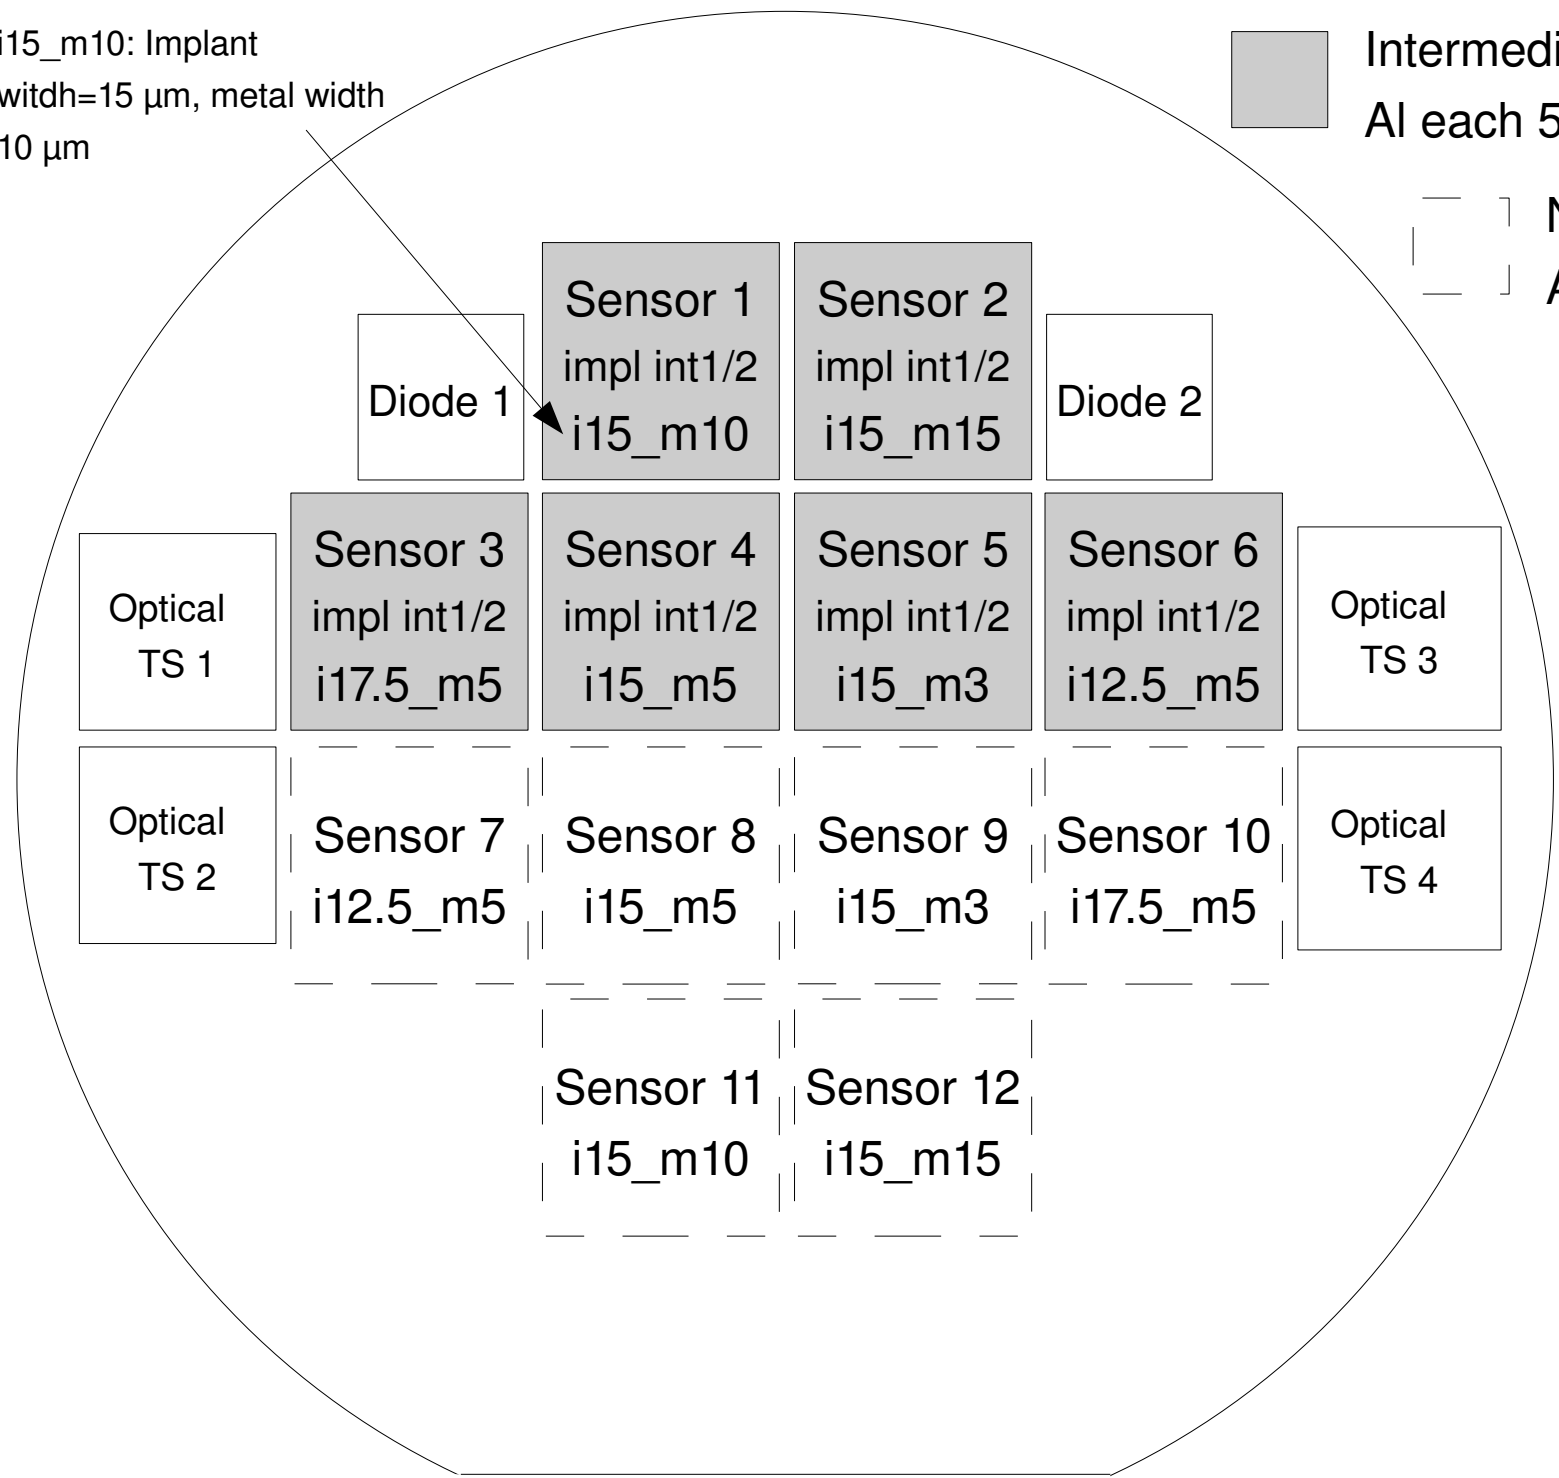 i15_m10: Implant
witdh=15 µm, metal width
10 µm
Al each 5
Sensor 1
impl int1/2
i15_m10
Sensor 2
impl int1/2
i15_m15
Diode 1
Diode 2
Sensor 3
impl int1/2
i17.5_m5
Sensor 4
impl int1/2
i15_m5
Sensor 5
impl int1/2
i15_m3
Sensor 6
impl int1/2
i12.5_m5
Optical
TS 1
Optical
TS 3
Optical
TS 2
Sensor 7
i12.5_m5
Sensor 8
i15_m5
Sensor 9
i15_m3
Sensor 10
i17.5_m5
Optical
TS 4
Sensor 11
i15_m10
Sensor 12
i15_m15